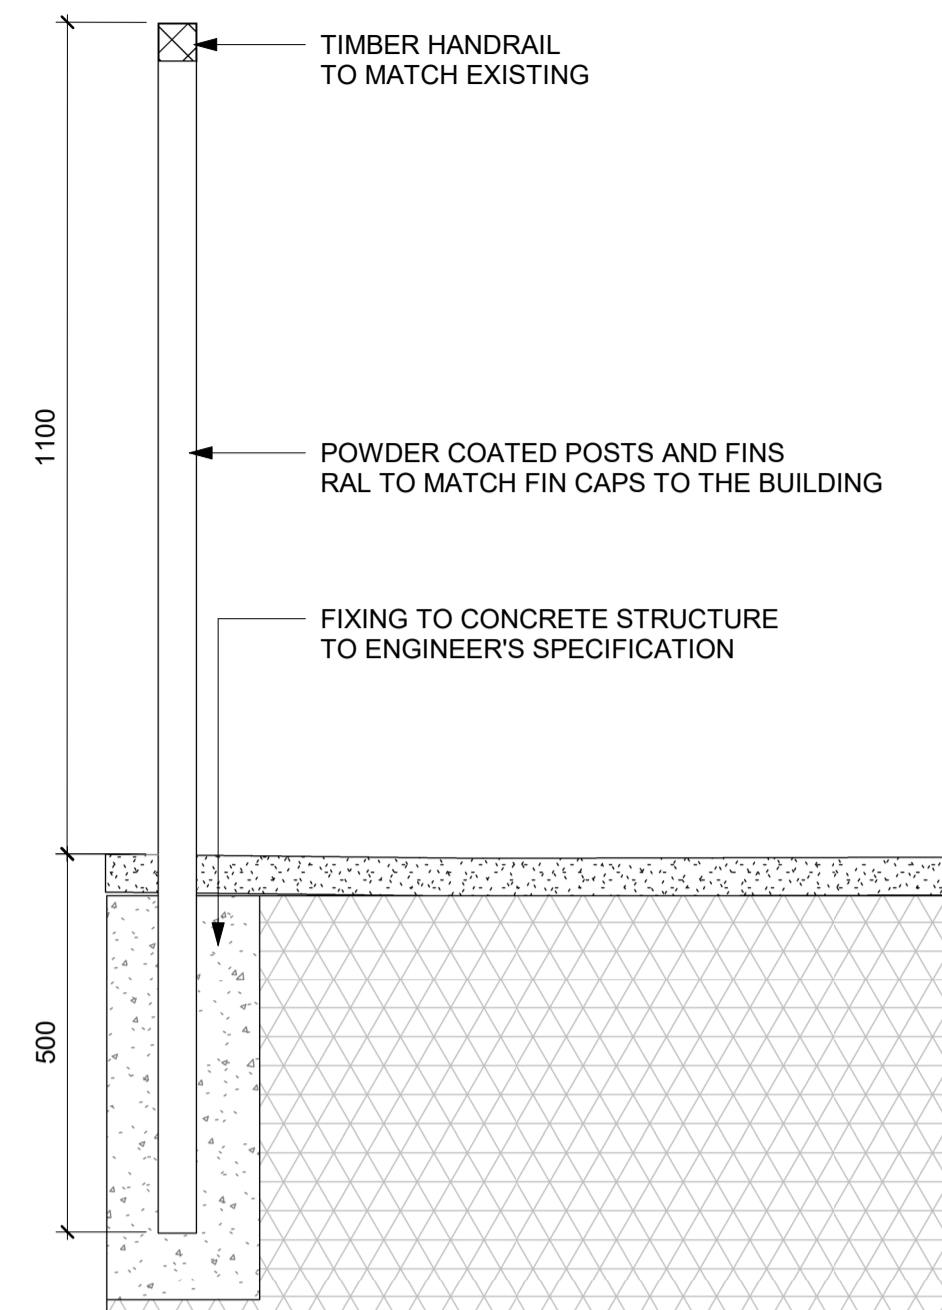 TIMBER HANDRAIL
TO MATCH EXISTING
1100
POWDER COATED POSTS AND FINS
RAL TO MATCH FIN CAPS TO THE BUILDING
FIXING TO CONCRETE STRUCTURE
TO ENGINEER'S SPECIFICATION
500